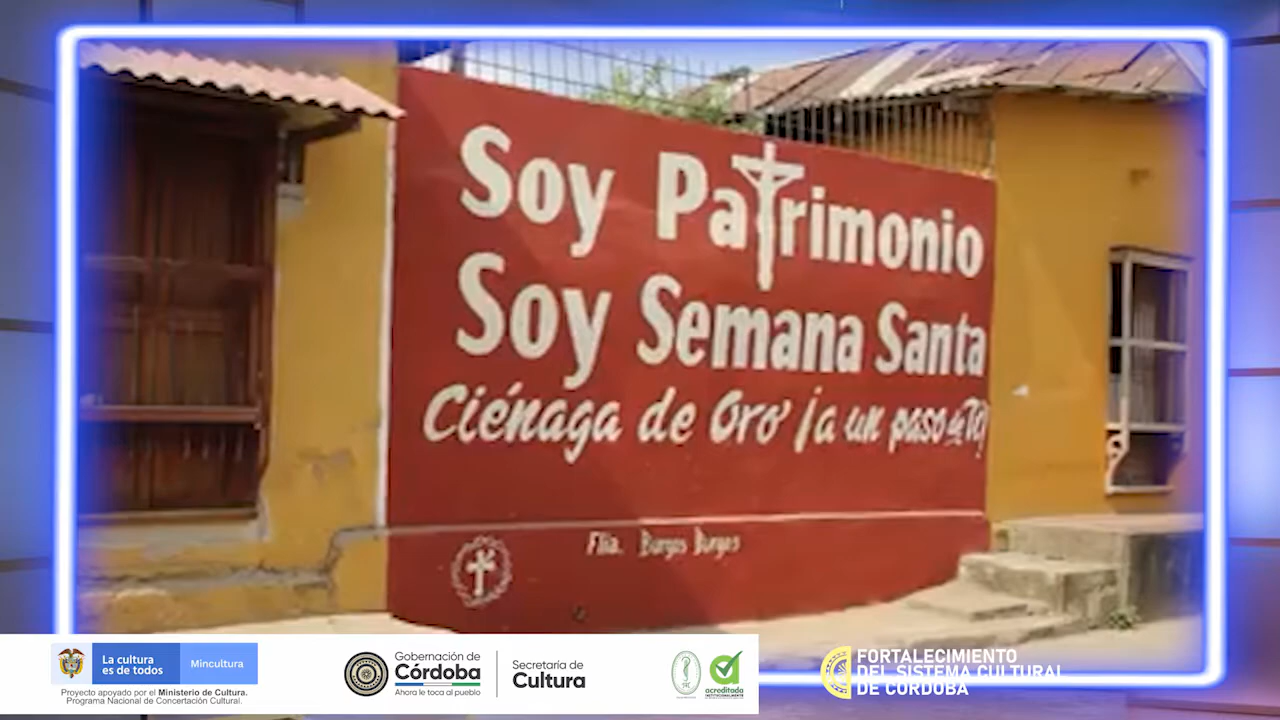 Soy Patrimonio
Soy Semana Santa
Ciénaga de Oro ¡a un paso de Ti!
Flia. Burgos Burgos
La cultura
es de todos
Mincultura
Proyecto apoyado por el Ministerio de Cultura.
Programa Nacional de Concertación Cultural.
Gobernación de
Córdoba
Ahora le toca al pueblo
Secretaría de
Cultura
acreditada
INSTITUCIONALMENTE
FORTALECIMIENTO
DEL SISTEMA CULTURAL
DE CORDOBA